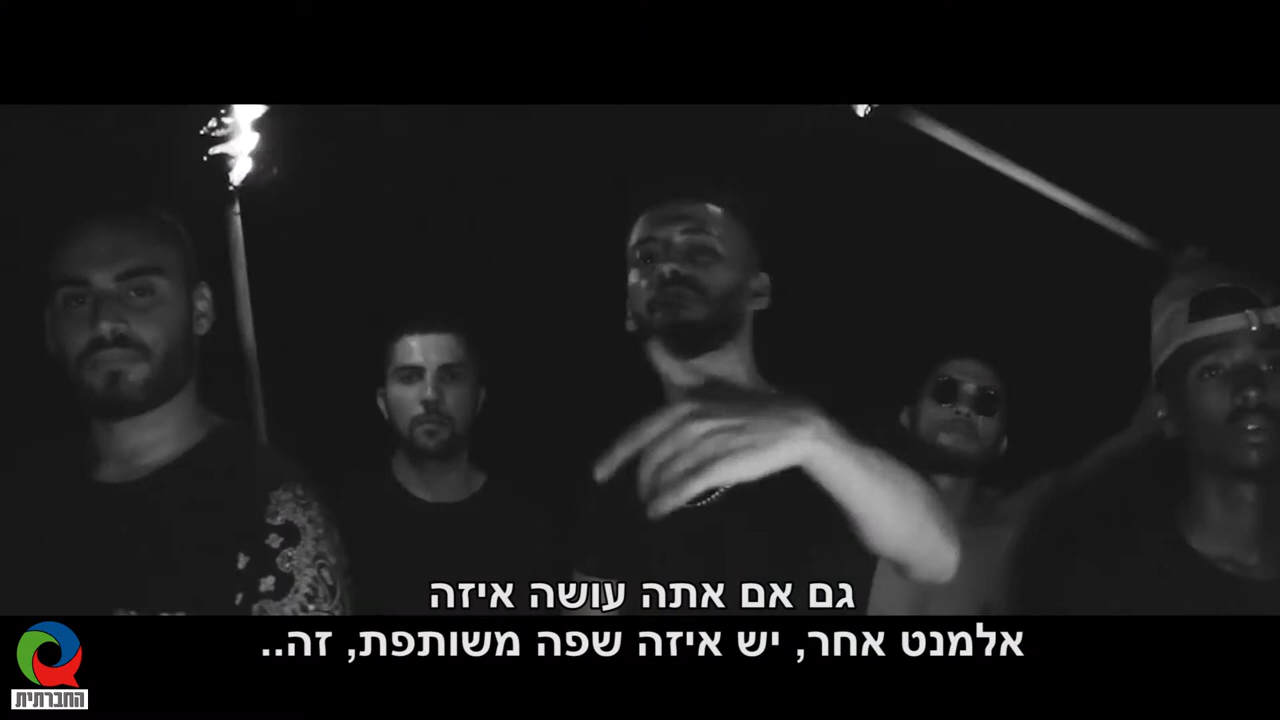 גם אם אתה עושה איזה
אלמנט אחר, יש איזה שפה משותפת, זה..
החברתית